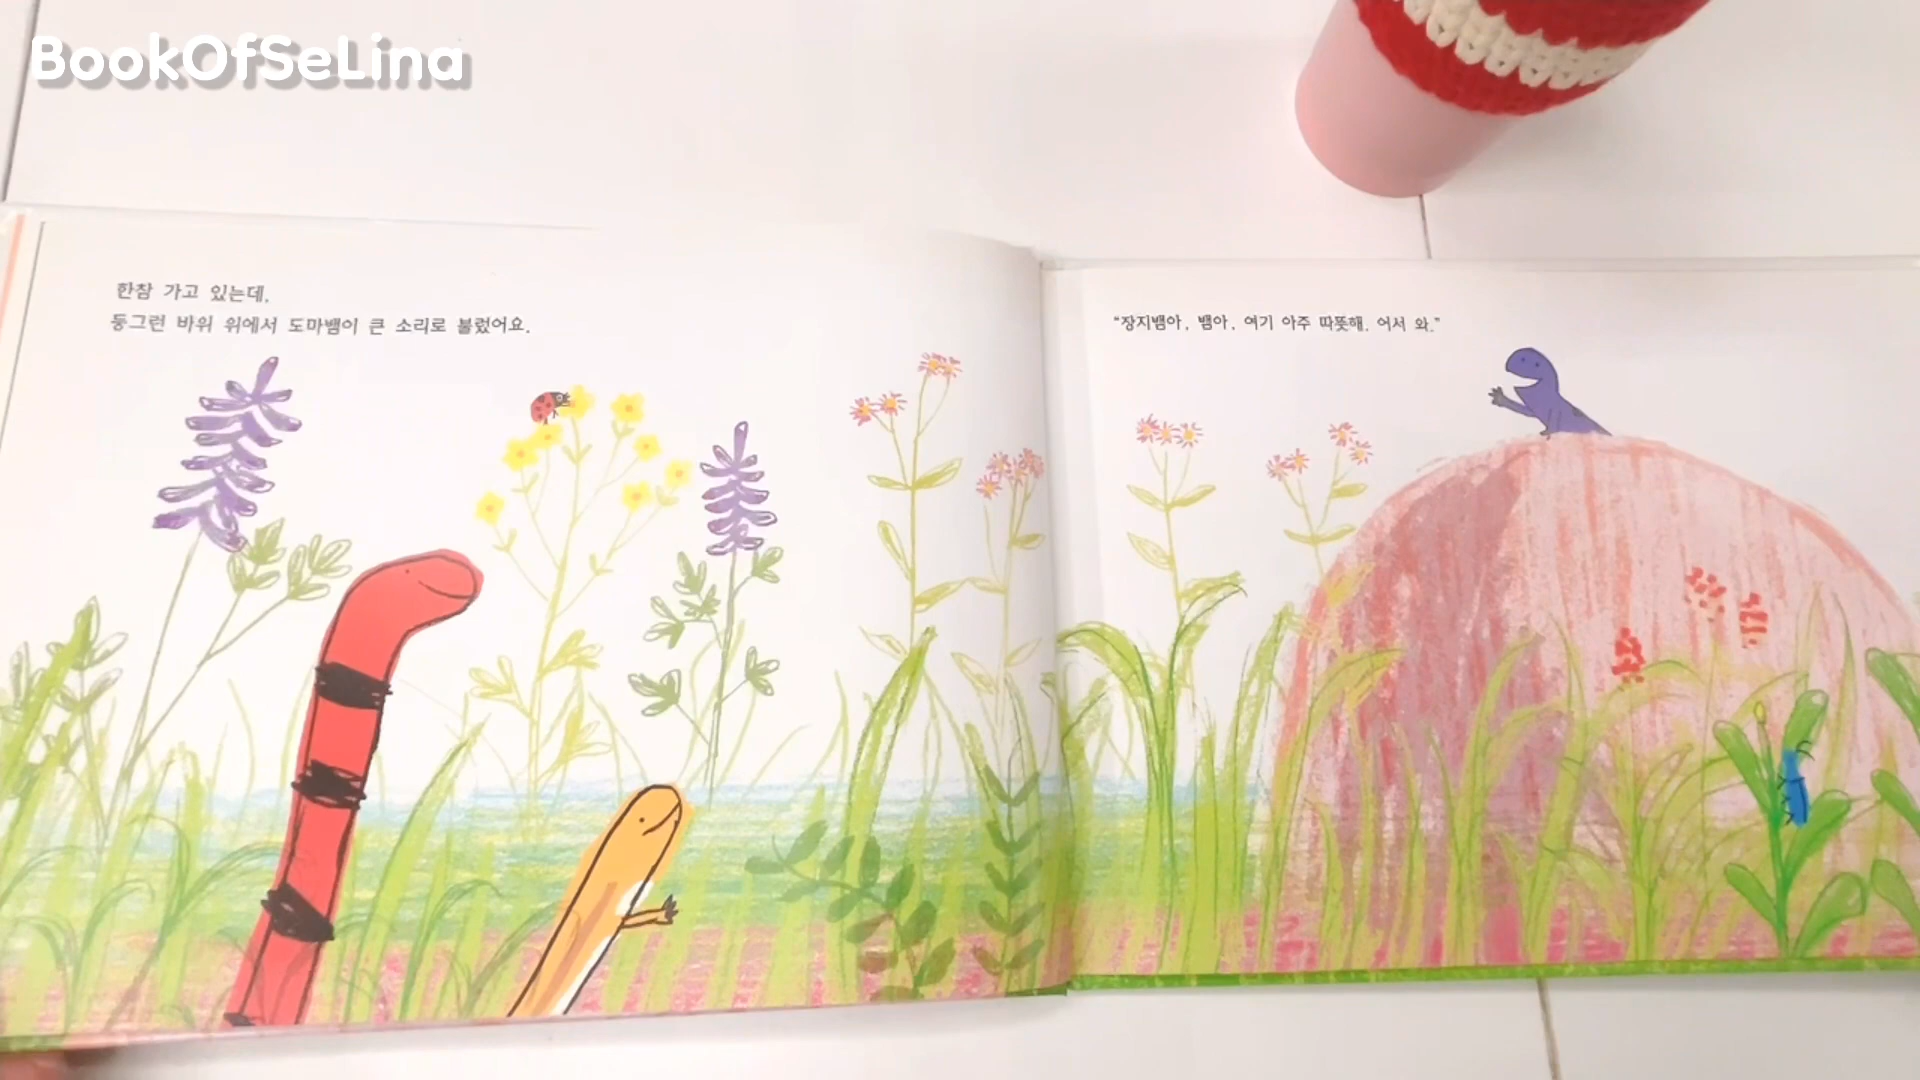 BookOfSeLina
한참 가고 있는데,
둥그런 바위 위에서 도마뱀이 큰 소리로 불렀어요.
“장지뱀아, 뱀아, 여기 아주 따뜻해. 어서 와.”